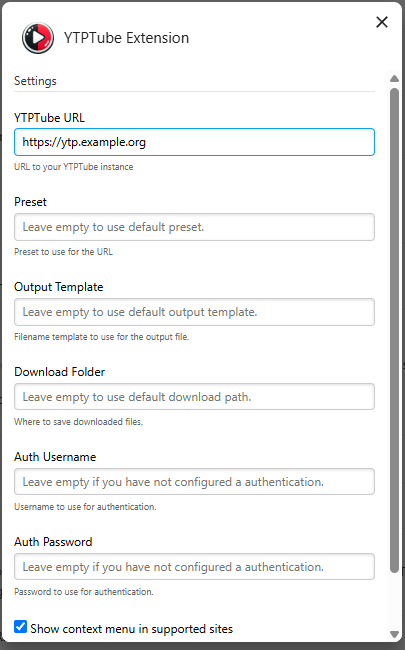 YTPTube Extension
Settings
YTPTube URL
https://ytp.example.org
URL to your YTPTube instance
Preset
Leave empty to use default preset.
Preset to use for the URL
Output Template
Leave empty to use default output template.
Filename template to use for the output file.
Download Folder
Leave empty to use default download path.
Where to save downloaded files.
Auth Username
Leave empty if you have not configured a authentication.
Username to use for authentication.
Auth Password
Leave empty if you have not configured a authentication.
Password to use for authentication.
Show context menu in supported sites